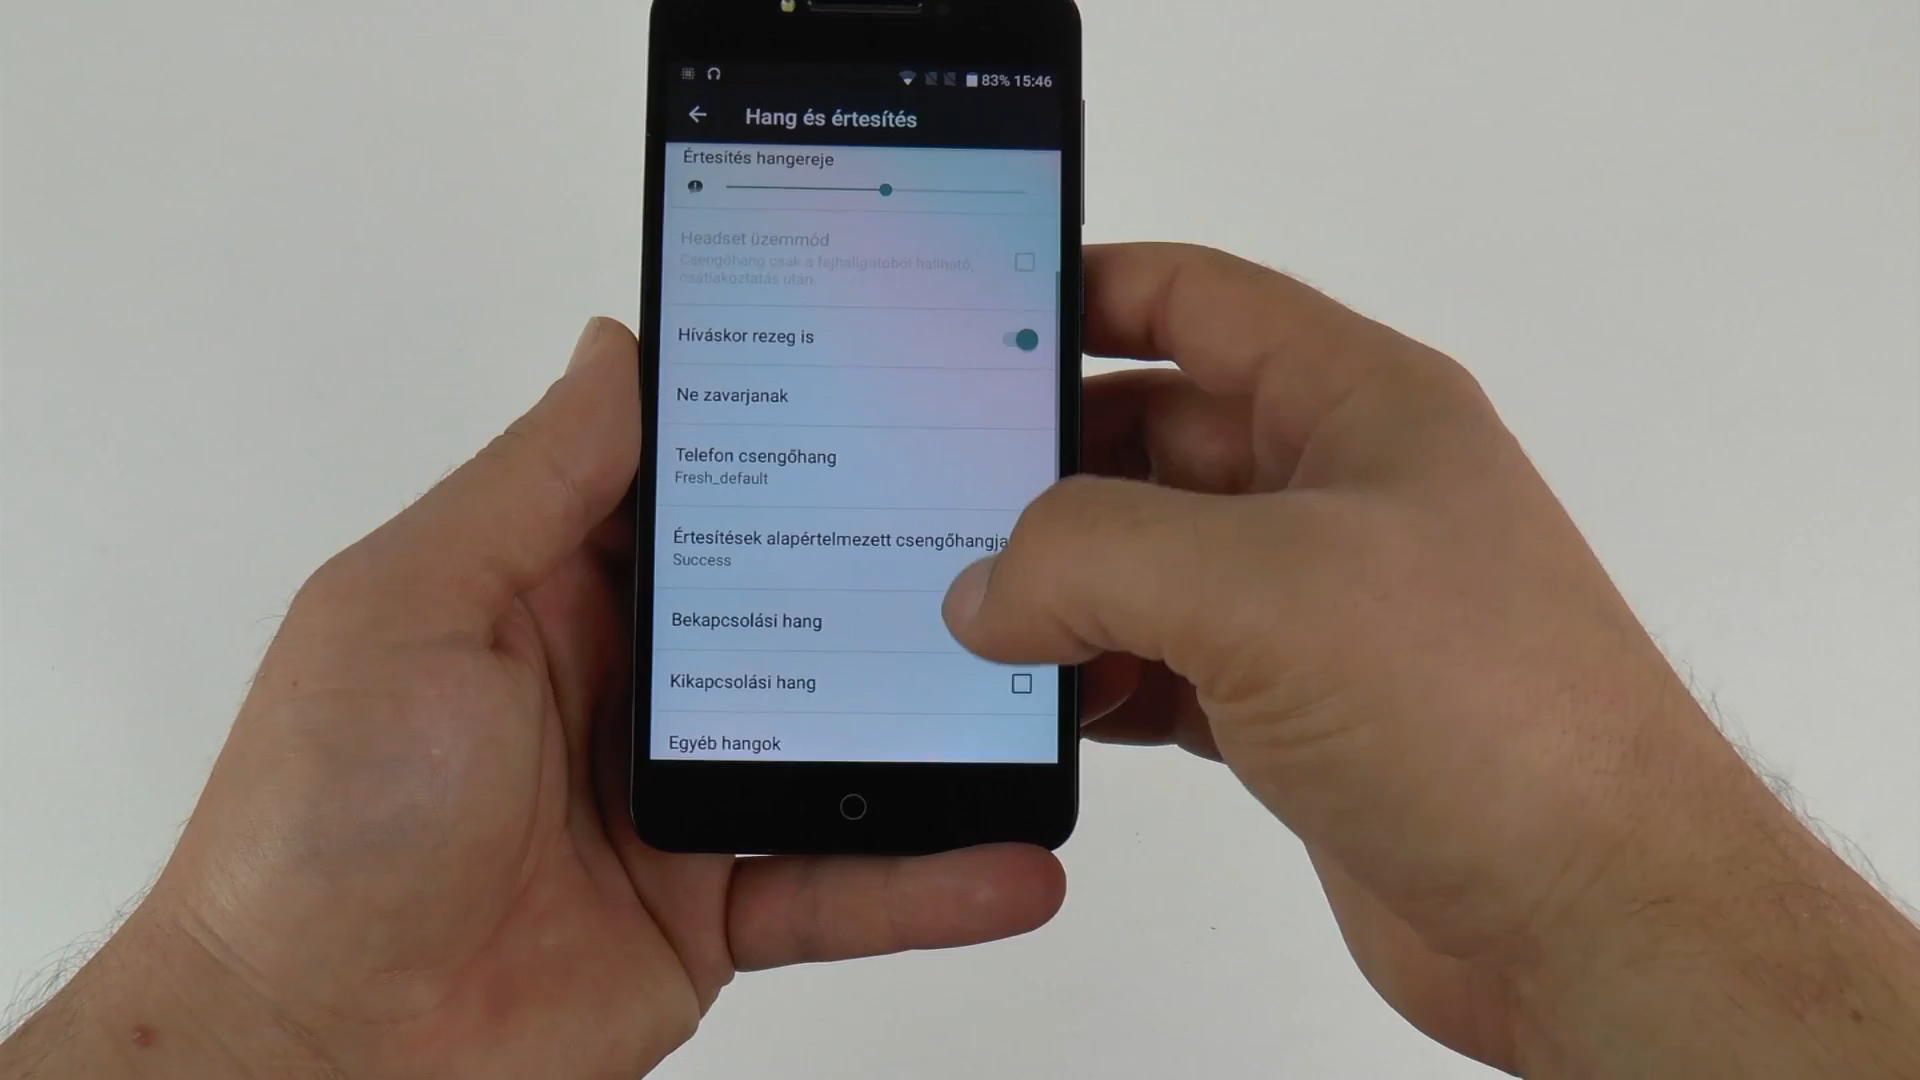 83% 15:46
Hang és értesítés
Értesítés hangereje
Headset üzemmód
Csengőhang csak a fejhallgatóból hallható,
csatlakoztatás után.
Híváskor rezeg is
Ne zavarjanak
Telefon csengőhang
Fresh_default
Értesítések alapértelmezett csengőhangja
Success
Bekapcsolási hang
Kikapcsolási hang
Egyéb hangok